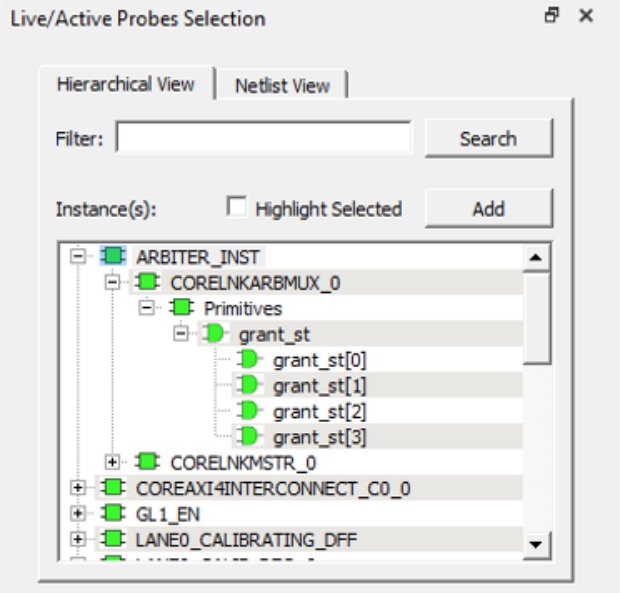 Live/Active Probes Selection
Hierarchical View Netlist View
Filter: Search
Instance(s): Highlight Selected Add
ARBITER_INST
CORELNKARBMUX_0
Primitives
grant_st
grant_st[0]
grant_st[1]
grant_st[2]
grant_st[3]
CORELNKMSTR_0
COREAXI4INTERCONNECT_C0_0
GL1_EN
LANE0_CALIBRATING_DFF